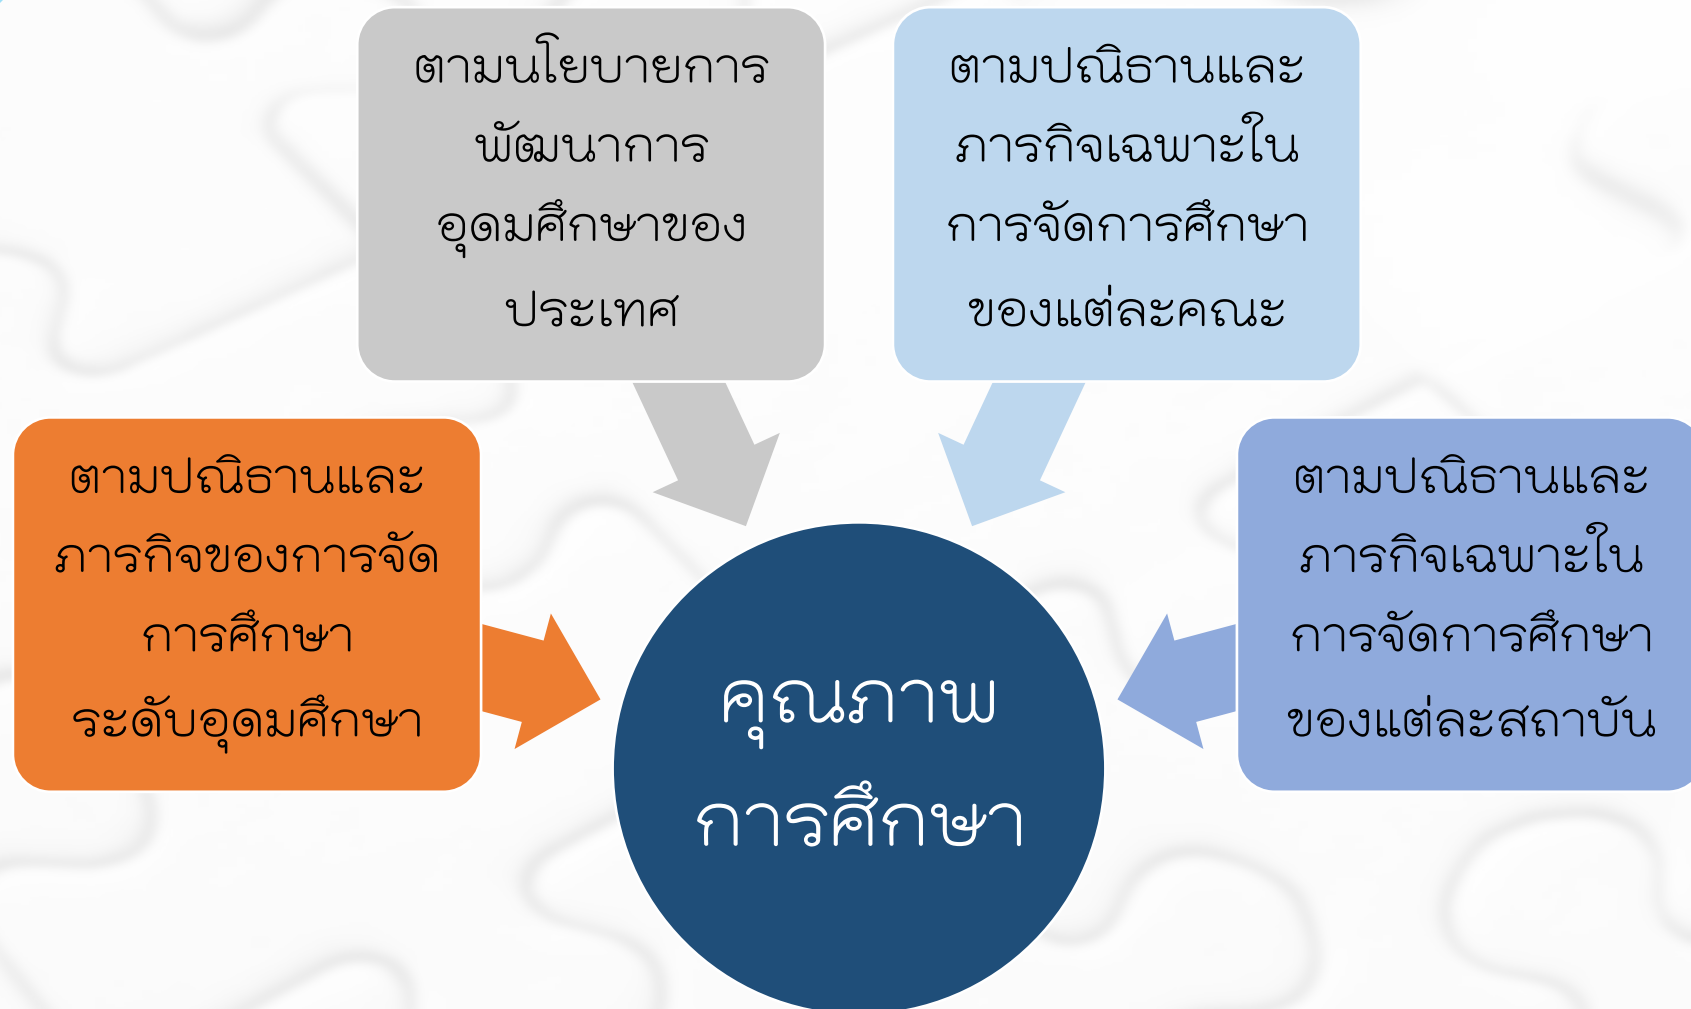 ตามนโยบายการ
พัฒนาการ
อุดมศึกษาของ
ประเทศ
ตามปณิธานและ
ภารกิจเฉพาะใน
การจัดการศึกษา
ของแต่ละคณะ
ตามปณิธานและ
ภารกิจของการจัด
การศึกษา
ระดับอุดมศึกษา
ตามปณิธานและ
ภารกิจเฉพาะใน
การจัดการศึกษา
ของแต่ละสถาบัน
คุณภาพ
การศึกษา